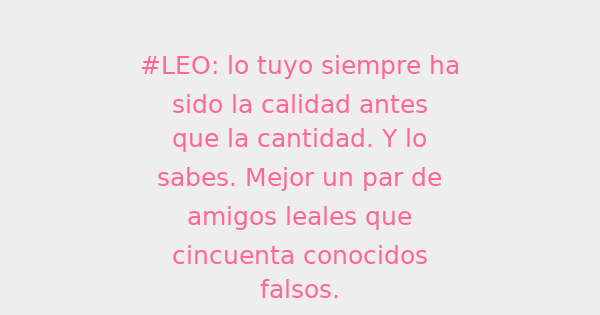 #LEO: lo tuyo siempre ha
sido la calidad antes
que la cantidad. Y lo
sabes. Mejor un par de
amigos leales que
cincuenta conocidos
falsos.